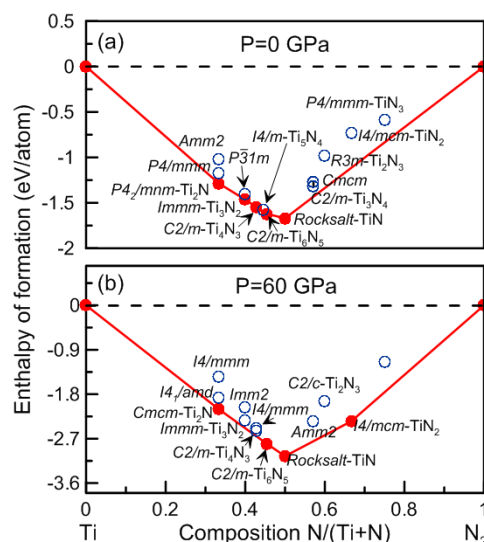 (a)
P=0 GPa
0.5
0
-0.5
-1
-1.5
-2
Enthalpy of formation (eV/atom)
P4/mmm-TiN3
I4/m-Ti5N4
I4/mcm-TiN2
Amm2
P4/mmm
P3̅1m
R3m-Ti2N3
Cmcm
P42/mnm-Ti2N
C2/m-Ti3N4
Immm-Ti3N2
Rocksalt-TiN
C2/m-Ti4N3
C2/m-Ti6N5
(b)
P=60 GPa
0
-0.9
-1.8
-2.7
-3.6
Enthalpy of formation
I4/mmm
C2/c-Ti2N3
I41/amd
Imm2
I4/mmm
Cmcm-Ti2N
Immm-Ti3N2
Amm2
I4/mcm-TiN2
C2/m-Ti4N3
Rocksalt-TiN
C2/m-Ti6N5
0 0.2 0.4 0.6 0.8 1
Ti Composition N/(Ti+N)